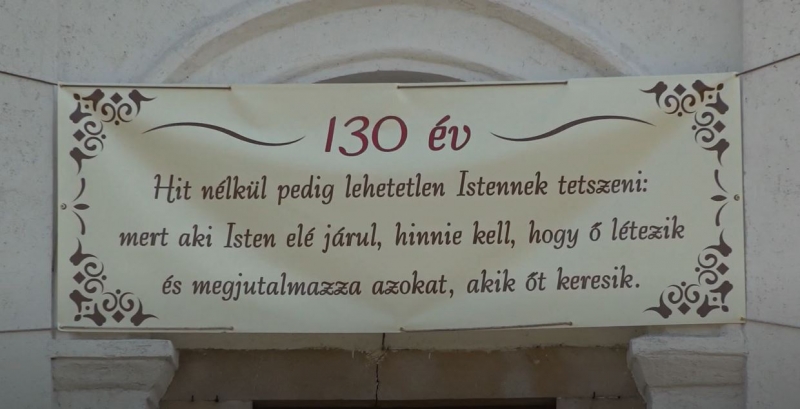 130 év
Hit nélkül pedig lehetetlen Istennek tetszeni:
mert aki Isten elé járul, hinnie kell, hogy ő létezik
és megjutalmazza azokat, akik őt keresik.